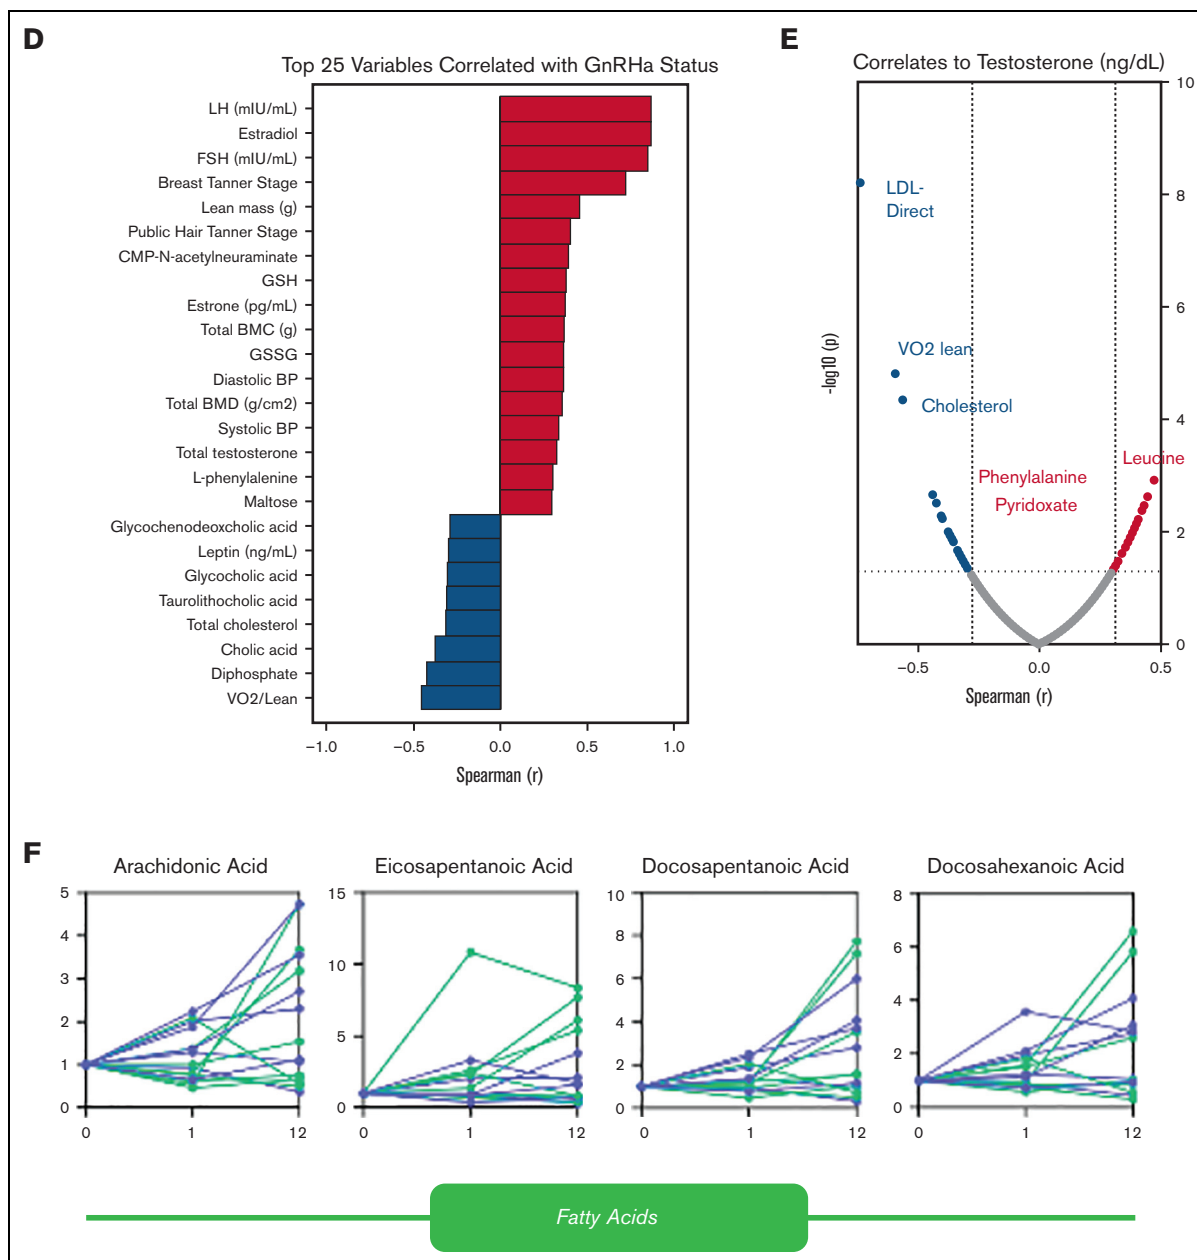 D
Top 25 Variables Correlated with GnRHa Status
LH (mIU/mL)
Estradiol
FSH (mIU/mL)
Breast Tanner Stage
Lean mass (g)
Public Hair Tanner Stage
CMP-N-acetylneuraminate
GSH
Estrone (pg/mL)
Total BMC (g)
GSSG
Diastolic BP
Total BMD (g/cm2)
Systolic BP
Total testosterone
L-phenylalenine
Maltose
Glycochenodeoxcholic acid
Leptin (ng/mL)
Glycocholic acid
Taurolithocholic acid
Total cholesterol
Cholic acid
Diphosphate
VO2/Lean
−1.0 −0.5 0.0 0.5 1.0
Spearman (r)
E
Correlates to Testosterone (ng/dL)
10
8
6
4
2
0
-log10 (p)
LDL-
Direct
VO2 lean
Cholesterol
Leucine
Phenylalanine
Pyridoxate
−0.5 0.0 0.5
Spearman (r)
F
Arachidonic Acid
5
4
3
2
1
0
0 1 12
Eicosapentanoic Acid
15
10
5
0
0 1 12
Docosapentanoic Acid
10
8
6
4
2
0
0 1 12
Docosahexanoic Acid
8
6
4
2
0
0 1 12
Fatty Acids